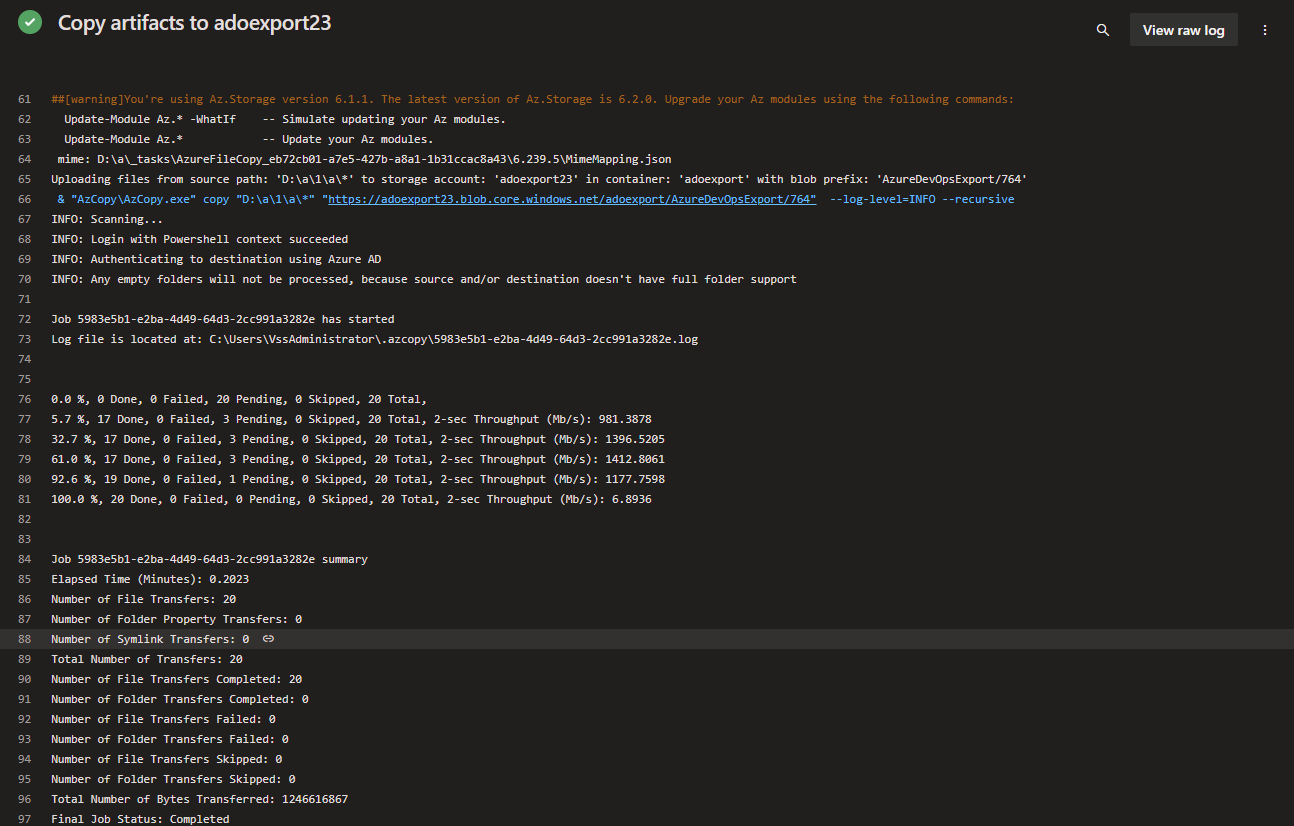 Copy artifacts to adoexport23
View raw log
61 ##[warning]You're using Az.Storage version 6.1.1. The latest version of Az.Storage is 6.2.0. Upgrade your Az modules using the following commands:
62 Update-Module Az.* -WhatIf    -- Simulate updating your Az modules.
63 Update-Module Az.*            -- Update your Az modules.
64 mime: D:\a\_tasks\AzureFileCopy_eb72cb01-a7e5-427b-a8a1-1b31ccac8a43\6.239.5\MimeMapping.json
65 Uploading files from source path: 'D:\a\1\a\*' to storage account: 'adoexport23' in container: 'adoexport' with blob prefix: 'AzureDevOpsExport/764'
66 & "AzCopy\AzCopy.exe" copy "D:\a\1\a\*" "https://adoexport23.blob.core.windows.net/adoexport/AzureDevOpsExport/764"  --log-level=INFO --recursive
67 INFO: Scanning...
68 INFO: Login with Powershell context succeeded
69 INFO: Authenticating to destination using Azure AD
70 INFO: Any empty folders will not be processed, because source and/or destination doesn't have full folder support
71
72 Job 5983e5b1-e2ba-4d49-64d3-2cc991a3282e has started
73 Log file is located at: C:\Users\VssAdministrator\.azcopy\5983e5b1-e2ba-4d49-64d3-2cc991a3282e.log
74
75
76 0.0 %, 0 Done, 0 Failed, 20 Pending, 0 Skipped, 20 Total,
77 5.7 %, 17 Done, 0 Failed, 3 Pending, 0 Skipped, 20 Total, 2-sec Throughput (Mb/s): 981.3878
78 32.7 %, 17 Done, 0 Failed, 3 Pending, 0 Skipped, 20 Total, 2-sec Throughput (Mb/s): 1396.5205
79 61.0 %, 17 Done, 0 Failed, 3 Pending, 0 Skipped, 20 Total, 2-sec Throughput (Mb/s): 1412.8061
80 92.6 %, 19 Done, 0 Failed, 1 Pending, 0 Skipped, 20 Total, 2-sec Throughput (Mb/s): 1177.7598
81 100.0 %, 20 Done, 0 Failed, 0 Pending, 0 Skipped, 20 Total, 2-sec Throughput (Mb/s): 6.8936
82
83
84 Job 5983e5b1-e2ba-4d49-64d3-2cc991a3282e summary
85 Elapsed Time (Minutes): 0.2023
86 Number of File Transfers: 20
87 Number of Folder Property Transfers: 0
88 Number of Symlink Transfers: 0
89 Total Number of Transfers: 20
90 Number of File Transfers Completed: 20
91 Number of Folder Transfers Completed: 0
92 Number of File Transfers Failed: 0
93 Number of Folder Transfers Failed: 0
94 Number of File Transfers Skipped: 0
95 Number of Folder Transfers Skipped: 0
96 Total Number of Bytes Transferred: 1246616867
97 Final Job Status: Completed